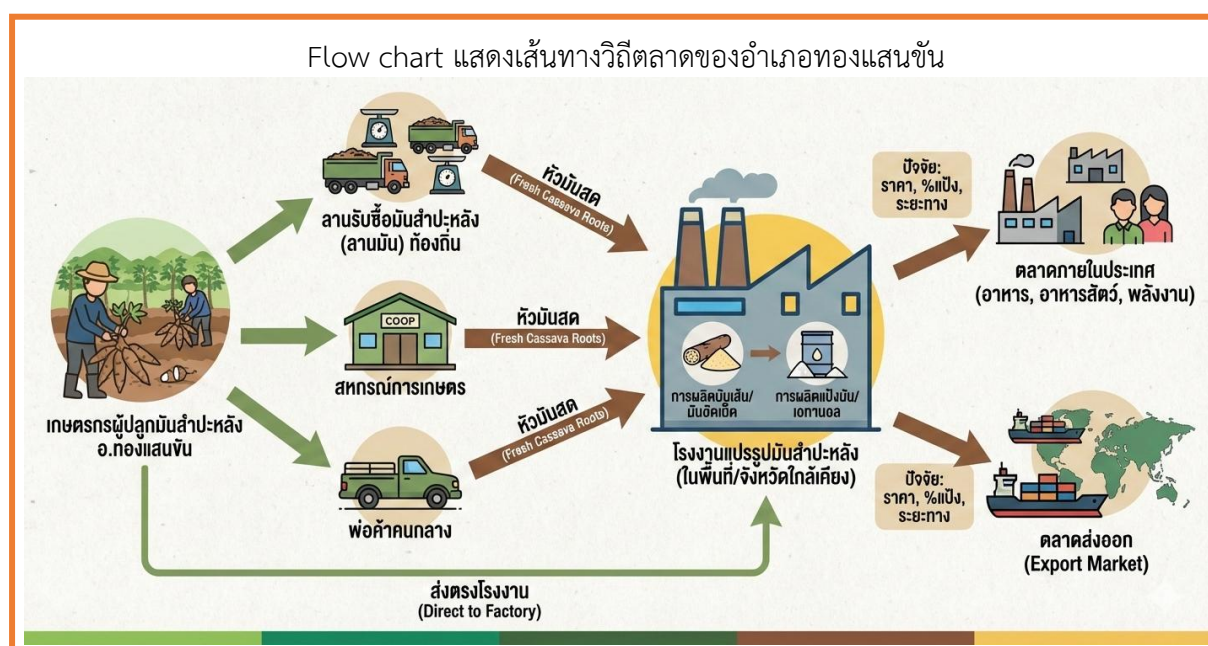 Flow chart แสดงเส้นทางวิถีตลาดของอำเภอทองแสนขัน
ลานรับซื้อมันสำปะหลัง
(ลานมัน) ท้องถิ่น
หัวมันสด
(Fresh Cassava Roots)
ปัจจัย:
ราคา, %แป้ง,
ระยะทาง
ตลาดภายในประเทศ
(อาหาร, อาหารสัตว์, พลังงาน)
COOP
สหกรณ์การเกษตร
หัวมันสด
(Fresh Cassava Roots)
เกษตรกรผู้ปลูกมันสำปะหลัง
อ.ทองแสนขัน
พ่อค้าคนกลาง
หัวมันสด
(Fresh Cassava Roots)
การผลิตมันเส้น/
มันอัดเม็ด
การผลิตแป้งมัน/
เอทานอล
โรงงานแปรรูปมันสำปะหลัง
(ในพื้นที่/จังหวัดใกล้เคียง)
ปัจจัย:
ราคา, %แป้ง,
ระยะทาง
ตลาดส่งออก
(Export Market)
ส่งตรงโรงงาน
(Direct to Factory)